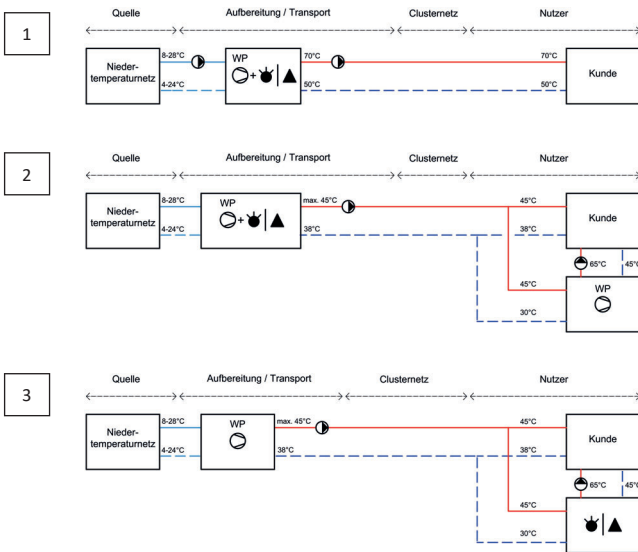 1
Quelle
Aufbereitung / Transport
Clusternetz
Nutzer
8-28°C
WP
70°C
70°C
Nieder-
temperaturnetz
+
Kunde
4-24°C
50°C
50°C
2
Quelle
Aufbereitung / Transport
Clusternetz
Nutzer
8-28°C
WP
max. 45°C
45°C
Nieder-
temperaturnetz
+
Kunde
4-24°C
38°C
38°C
65°C
45°C
45°C
WP
30°C
3
Quelle
Aufbereitung / Transport
Clusternetz
Nutzer
8-28°C
WP
max. 45°C
45°C
Nieder-
temperaturnetz
Kunde
4-24°C
38°C
38°C
65°C
45°C
45°C
30°C